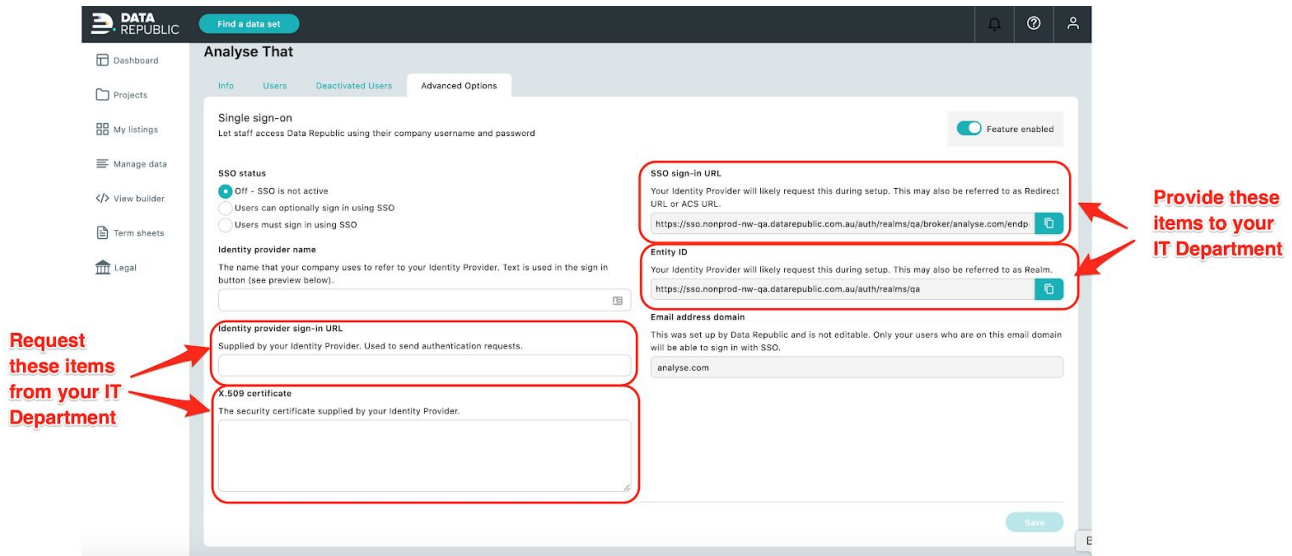 DATA
REPUBLIC
Find a data set
Dashboard
Projects
My listings
Manage data
View builder
Term sheets
Legal
Analyse That
Info
Users
Deactivated Users
Advanced Options
Single sign-on
Let staff access Data Republic using their company username and password
Feature enabled
SSO status
Off - SSO is not active
Users can optionally sign in using SSO
Users must sign in using SSO
Identity provider name
The name that your company uses to refer to your Identity Provider. Text is used in the sign in
button (see preview below).
Identity provider sign-in URL
Supplied by your Identity Provider. Used to send authentication requests.
X.509 certificate
The security certificate supplied by your Identity Provider.
SSO sign-in URL
Your Identity Provider will likely request this during setup. This may also be referred to as Redirect
URL or ACS URL.
https://sso.nonprod-nw-qa.datarepublic.com.au/auth/realms/qa/broker/analyse.com/endp
Entity ID
Your Identity Provider will likely request this during setup. This may also be referred to as Realm.
https://sso.nonprod-nw-qa.datarepublic.com.au/auth/realms/qa
Email address domain
This was set up by Data Republic and is not editable. Only your users who are on this email domain
will be able to sign in with SSO.
analyse.com
Save
Request
these items
from your IT
Department
Provide these
items to your
IT Department